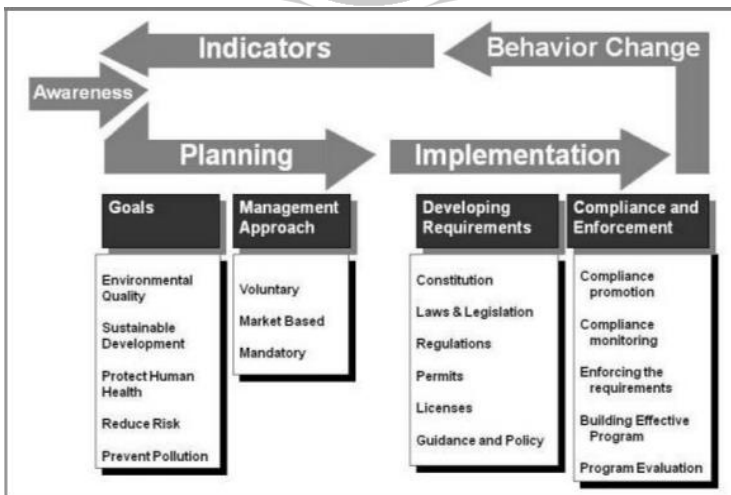 Indicators
Behavior Change
Awareness
Planning
Implementation
Goals
Environmental
Quality
Sustainable
Development
Protect Human
Health
Reduce Risk
Prevent Pollution
Management
Approach
Voluntary
Market Based
Mandatory
Developing
Requirements
Constitution
Laws & Legislation
Regulations
Permits
Licenses
Guidance and Policy
Compliance and
Enforcement
Compliance
promotion
Compliance
monitoring
Enforcing the
requirements
Building Effective
Program
Program Evaluation